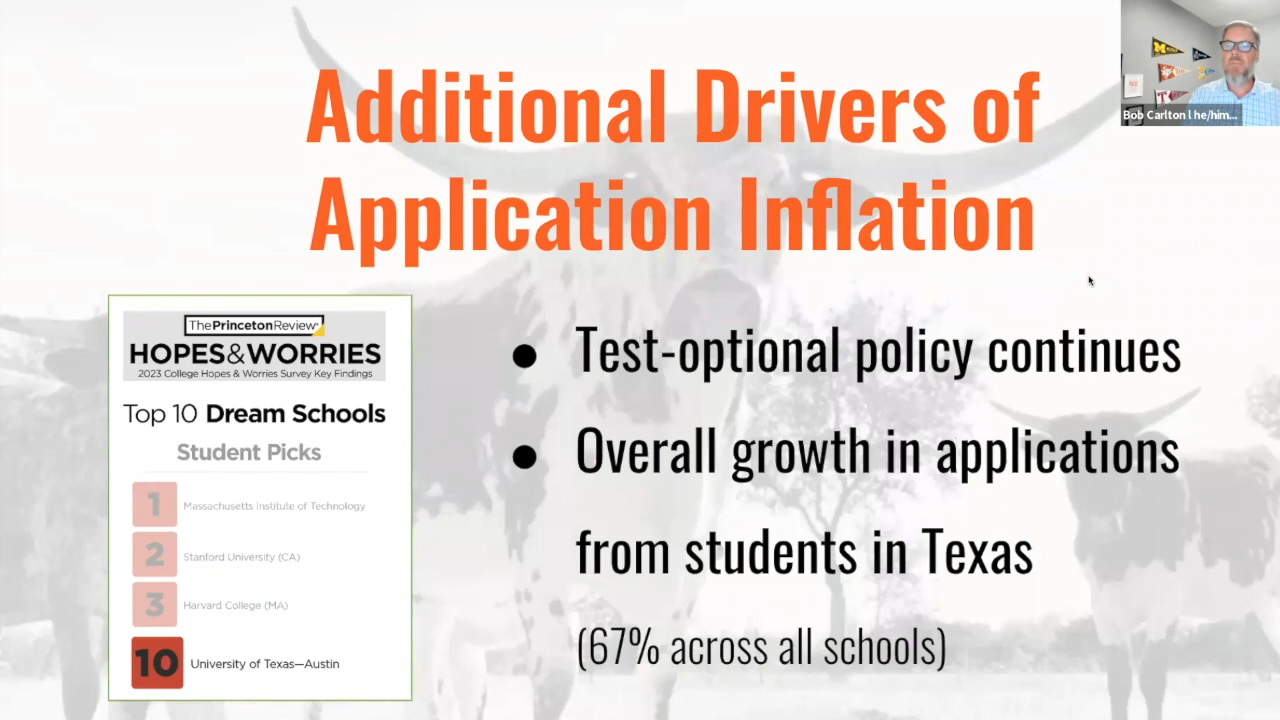 Additional Drivers of
Application Inflation
Bob Carlton l he/him...
The Princeton Review
HOPES&WORRIES
2023 College Hopes & Worries Survey Key Findings
Top 10 Dream Schools
Student Picks
1 Massachusetts Institute of Technology
2 Stanford University (CA)
3 Harvard College (MA)
10 University of Texas—Austin
● Test-optional policy continues
● Overall growth in applications
from students in Texas
(67% across all schools)